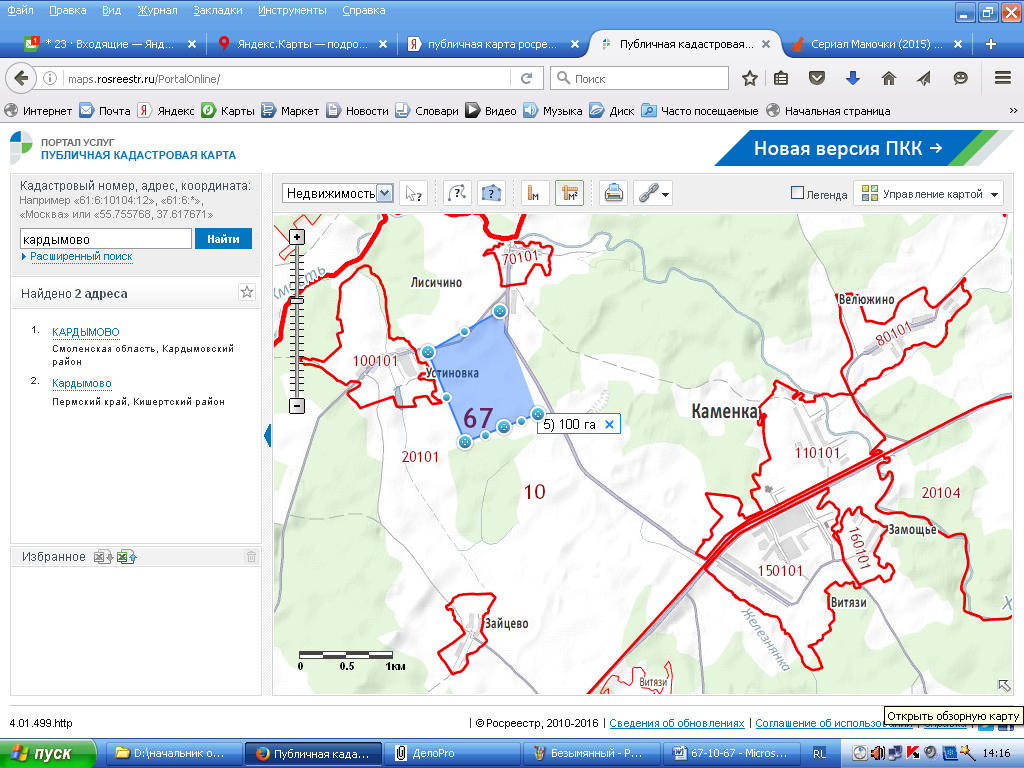 Файл Правка Вид Журнал Закладки Инструменты Справка
* 23 · Входящие — Янд... Яндекс.Карты — подро... публичная карта росре... Публичная кадастровая... Сериал Мамочки (2015) ...
maps.rosreestr.ru/PortalOnline/ Поиск
Интернет Почта Яндекс Карты Маркет Новости Словари Видео Музыка Диск Часто посещаемые Начальная страница
ПОРТАЛ УСЛУГ
ПУБЛИЧНАЯ КАДАСТРОВАЯ КАРТА
Новая версия ПКК →
Кадастровый номер, адрес, координата:
Например «61:6:10104:12», «61:6:*»,
«Москва» или «55.755768, 37.617671»
кардымово Найти
Расширенный поиск
Найдено 2 адреса
1. КАРДЫМОВО
Смоленская область, Кардымовский
район
2. Кардымово
Пермский край, Кишертский район
Избранное
Недвижимость
Легенда
Управление картой
70101
Лисичино
Велюжино
80101
100101
Устиновка
67
5) 100 га
Каменка
20101
110101
10
20104
Замощье
160101
150101
Витязи
Зайцево
Железнянка
Витязи
0 0.5 1км
Открыть обзорную карту
4.01.499.http
| © Росреестр, 2010-2016 | Сведения об обновлениях | Соглашение об использо
пуск D:\начальник о... Публичная када... ДелоPro Безымянный - P... 67-10-67 - Micros... RL 14:16